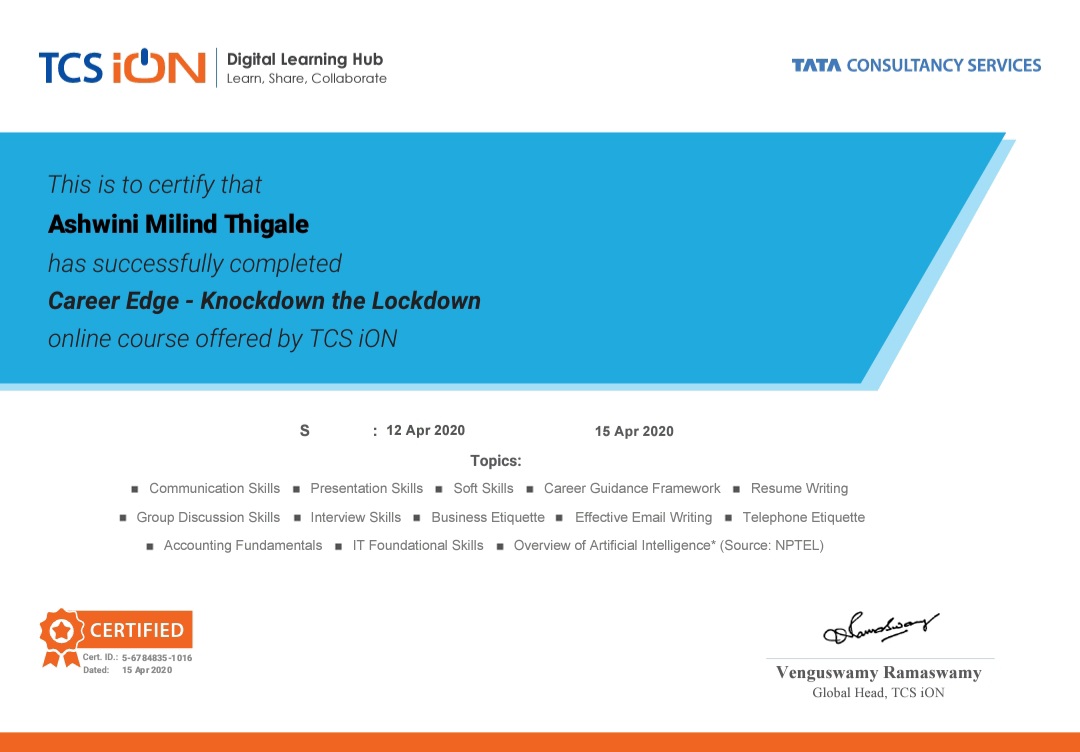 TCS iON
Digital Learning Hub
Learn, Share, Collaborate
TATA CONSULTANCY SERVICES
This is to certify that
Ashwini Milind Thigale
has successfully completed
Career Edge - Knockdown the Lockdown
online course offered by TCS iON
S : 12 Apr 2020 15 Apr 2020
Topics:
■ Communication Skills ■ Presentation Skills ■ Soft Skills ■ Career Guidance Framework ■ Resume Writing
■ Group Discussion Skills ■ Interview Skills ■ Business Etiquette ■ Effective Email Writing ■ Telephone Etiquette
■ Accounting Fundamentals ■ IT Foundational Skills ■ Overview of Artificial Intelligence* (Source: NPTEL)
CERTIFIED
Cert. ID.: 5-6784835-1016
Dated: 15 Apr 2020
Venguswamy Ramaswamy
Global Head, TCS iON